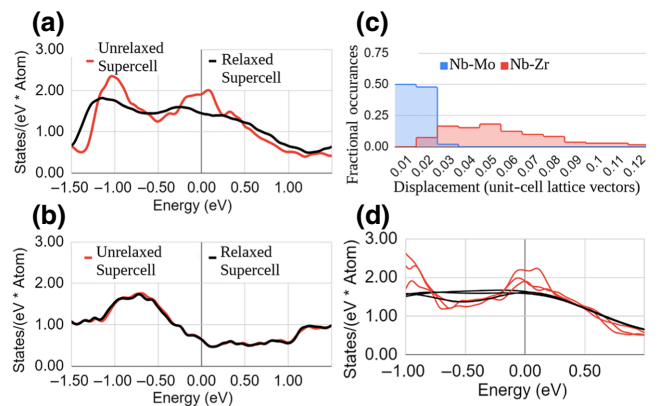 (a)
Unrelaxed
Supercell
Relaxed
Supercell
3.00
2.00
1.00
0.00
States/(eV * Atom)
−1.50 −1.00 −0.50 0.00 0.50 1.00
Energy (eV)
(c)
Nb-Mo Nb-Zr
0.75
0.50
0.25
0.00
Fractional occurances
0.01 0.02 0.03 0.04 0.05 0.06 0.07 0.08 0.09 0.1 0.11 0.12
Displacement (unit-cell lattice vectors)
(b)
Unrelaxed
Supercell
Relaxed
Supercell
3.00
2.00
1.00
0.00
States/(eV * Atom)
−1.50 −1.00 −0.50 0.00 0.50 1.00
Energy (eV)
(d)
3.00
2.00
1.00
0.00
States/(eV * Atom)
−1.00 −0.50 0.00 0.50
Energy (eV)